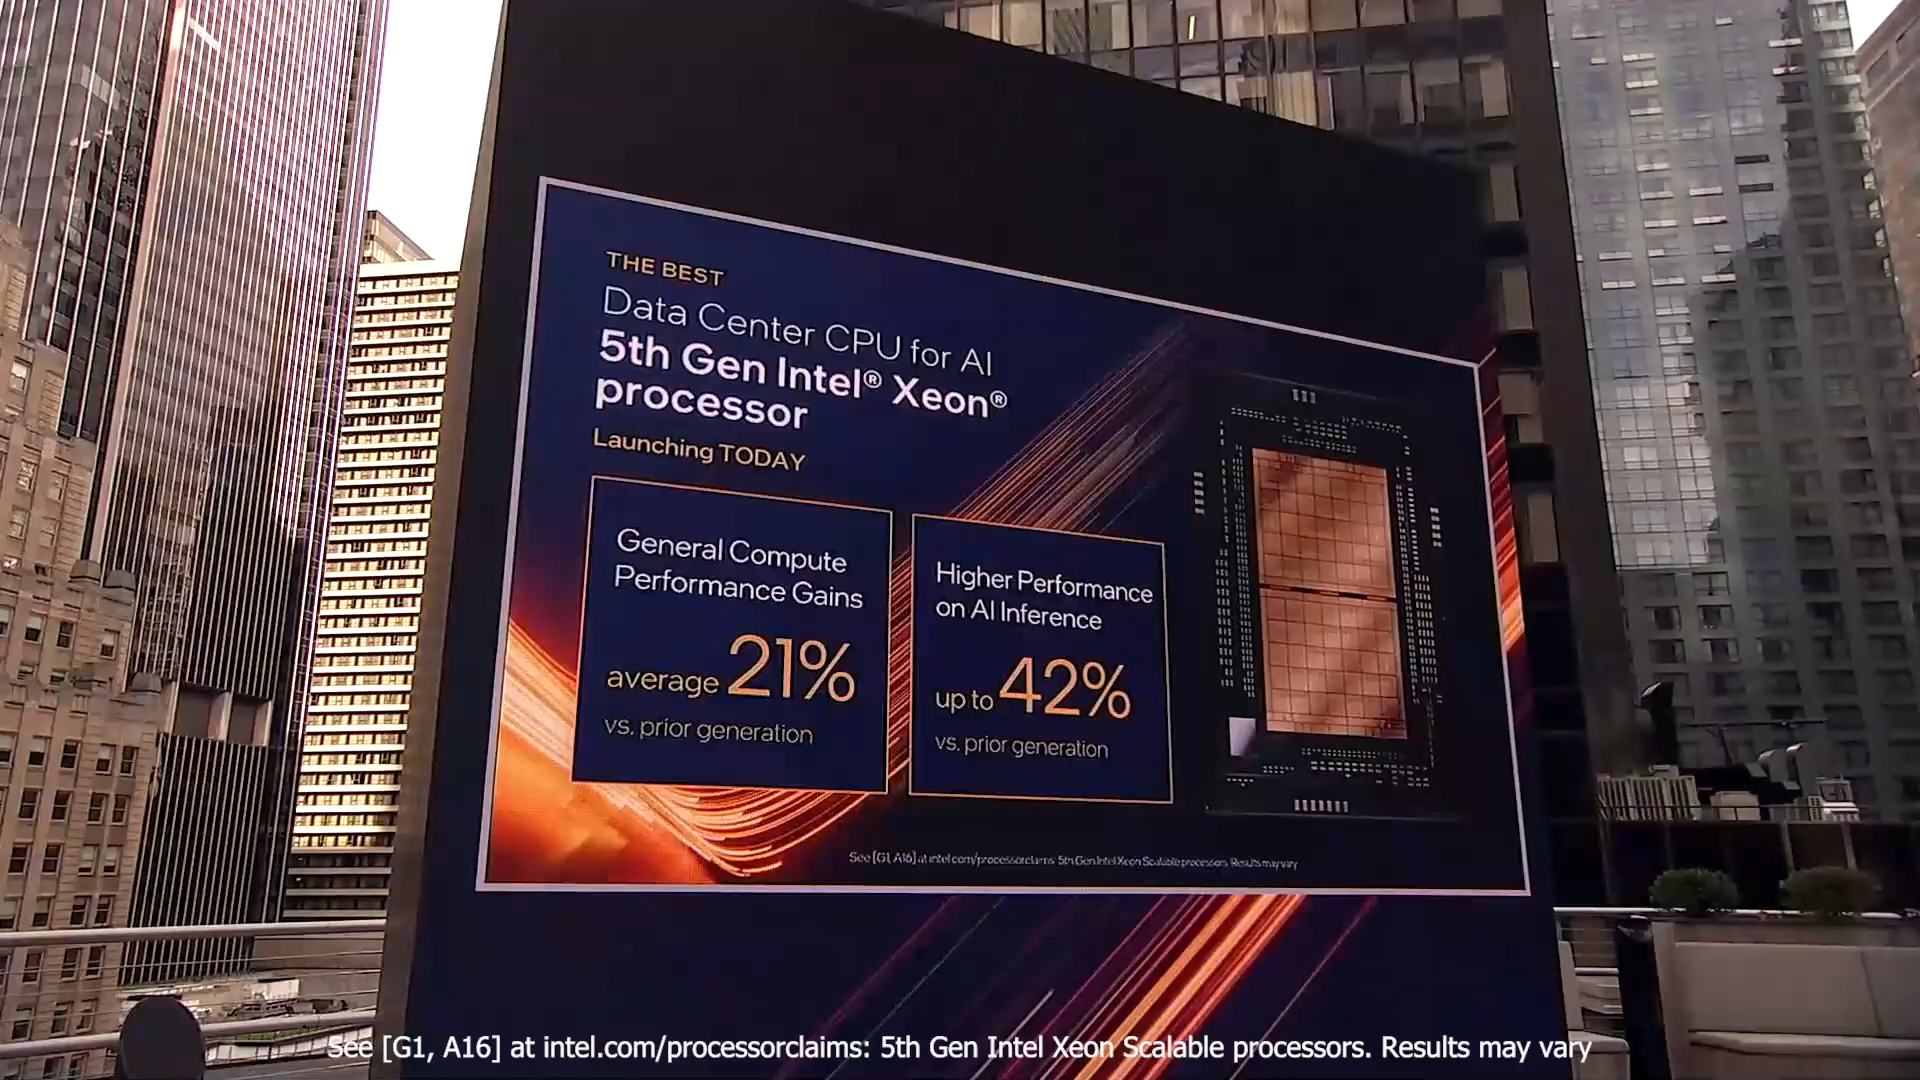 THE BEST
Data Center CPU for AI
5th Gen Intel® Xeon®
processor
Launching TODAY
General Compute
Performance Gains
average 21%
vs. prior generation
Higher Performance
on AI Inference
up to 42%
vs. prior generation
See [G1, A16] at intel.com/processorclaims: 5th Gen Intel Xeon Scalable processors. Results may vary
See [G1, A16] at intel.com/processorclaims: 5th Gen Intel Xeon Scalable processors. Results may vary